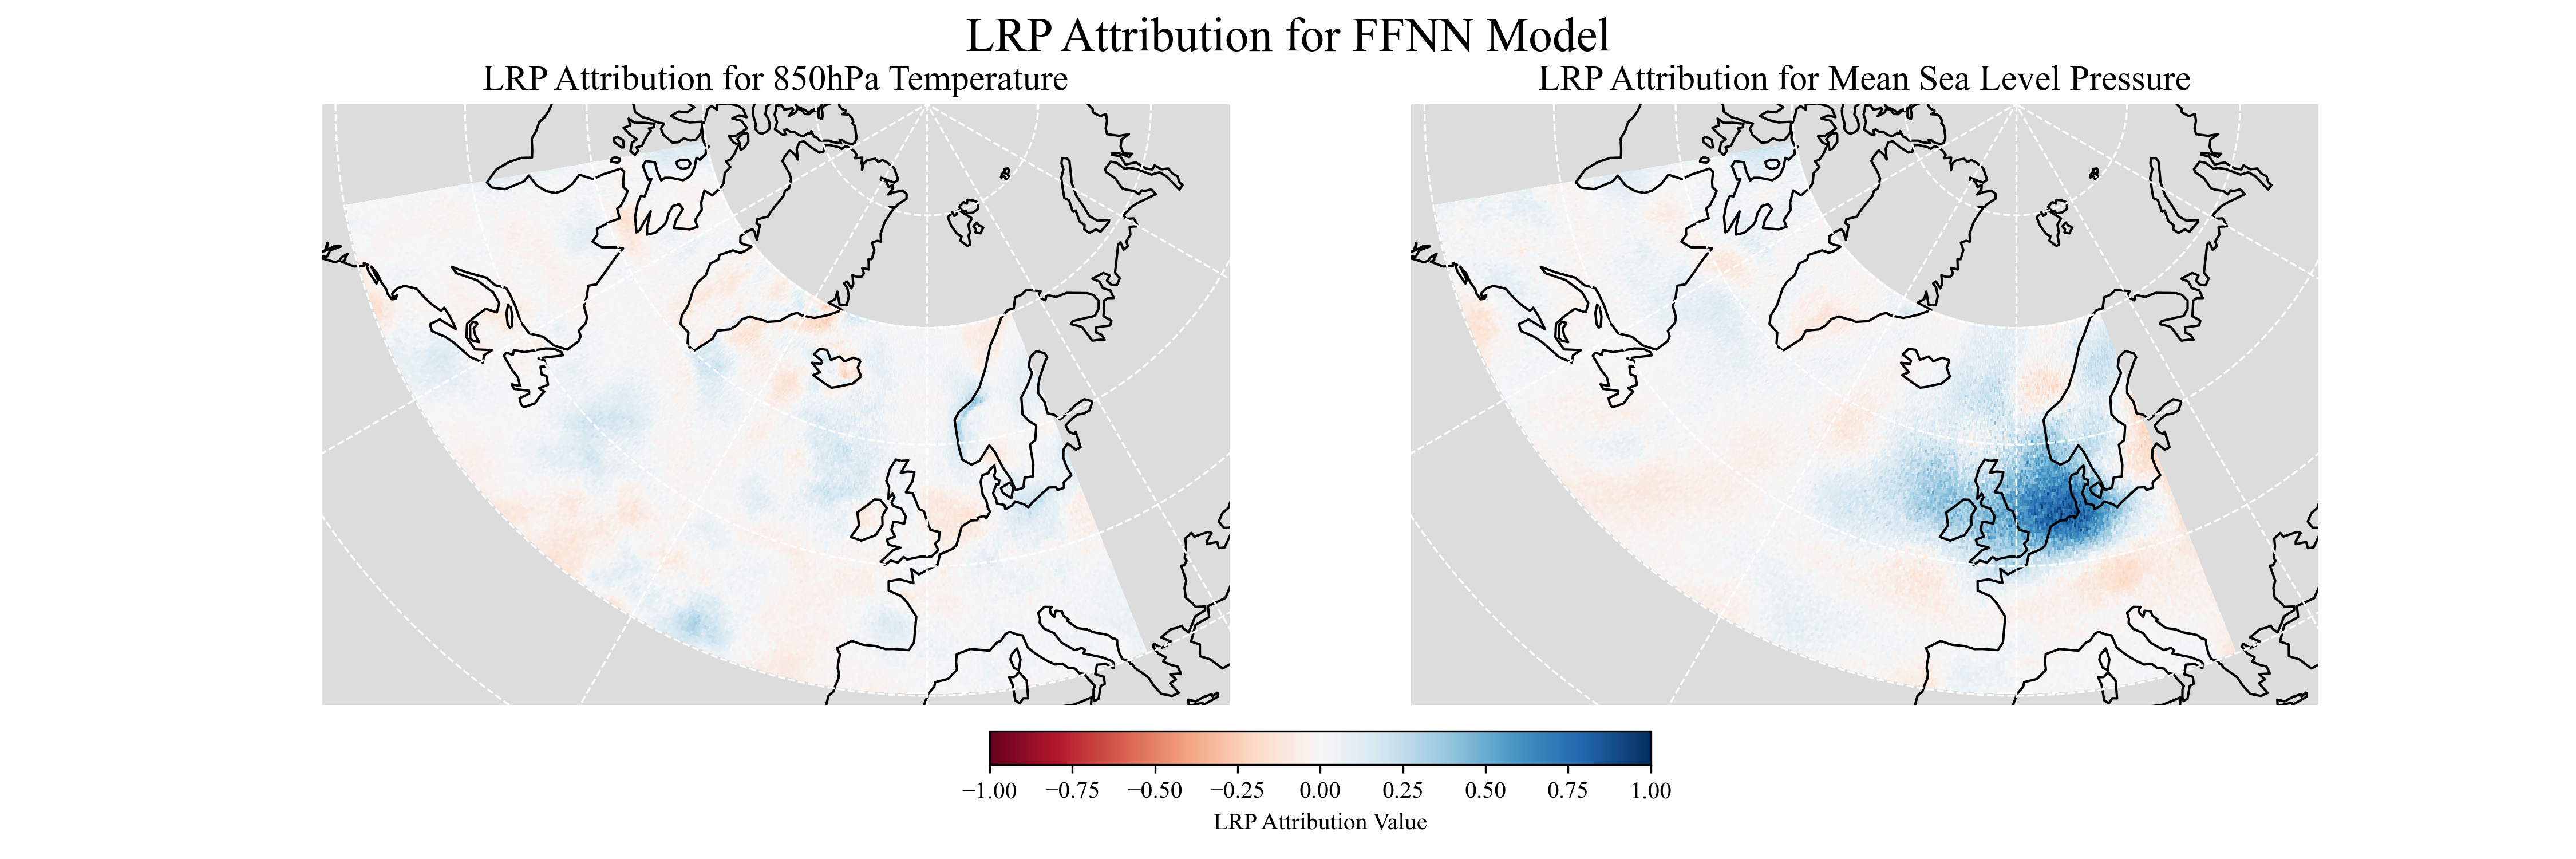 LRP Attribution for FFNN Model
LRP Attribution for 850hPa Temperature
LRP Attribution for Mean Sea Level Pressure
−1.00 −0.75 −0.50 −0.25 0.00 0.25 0.50 0.75 1.00
LRP Attribution Value